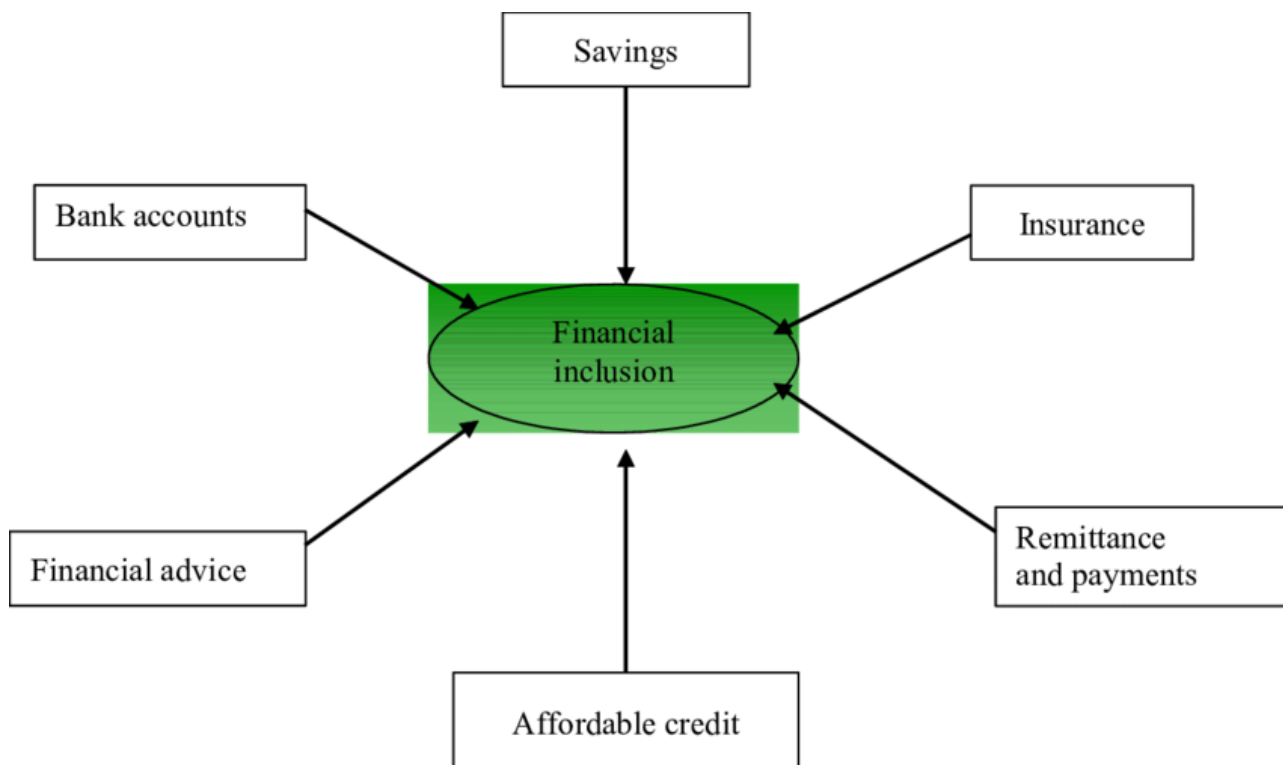 Savings
Bank accounts
Insurance
Financial
inclusion
Financial advice
Remittance
and payments
Affordable credit